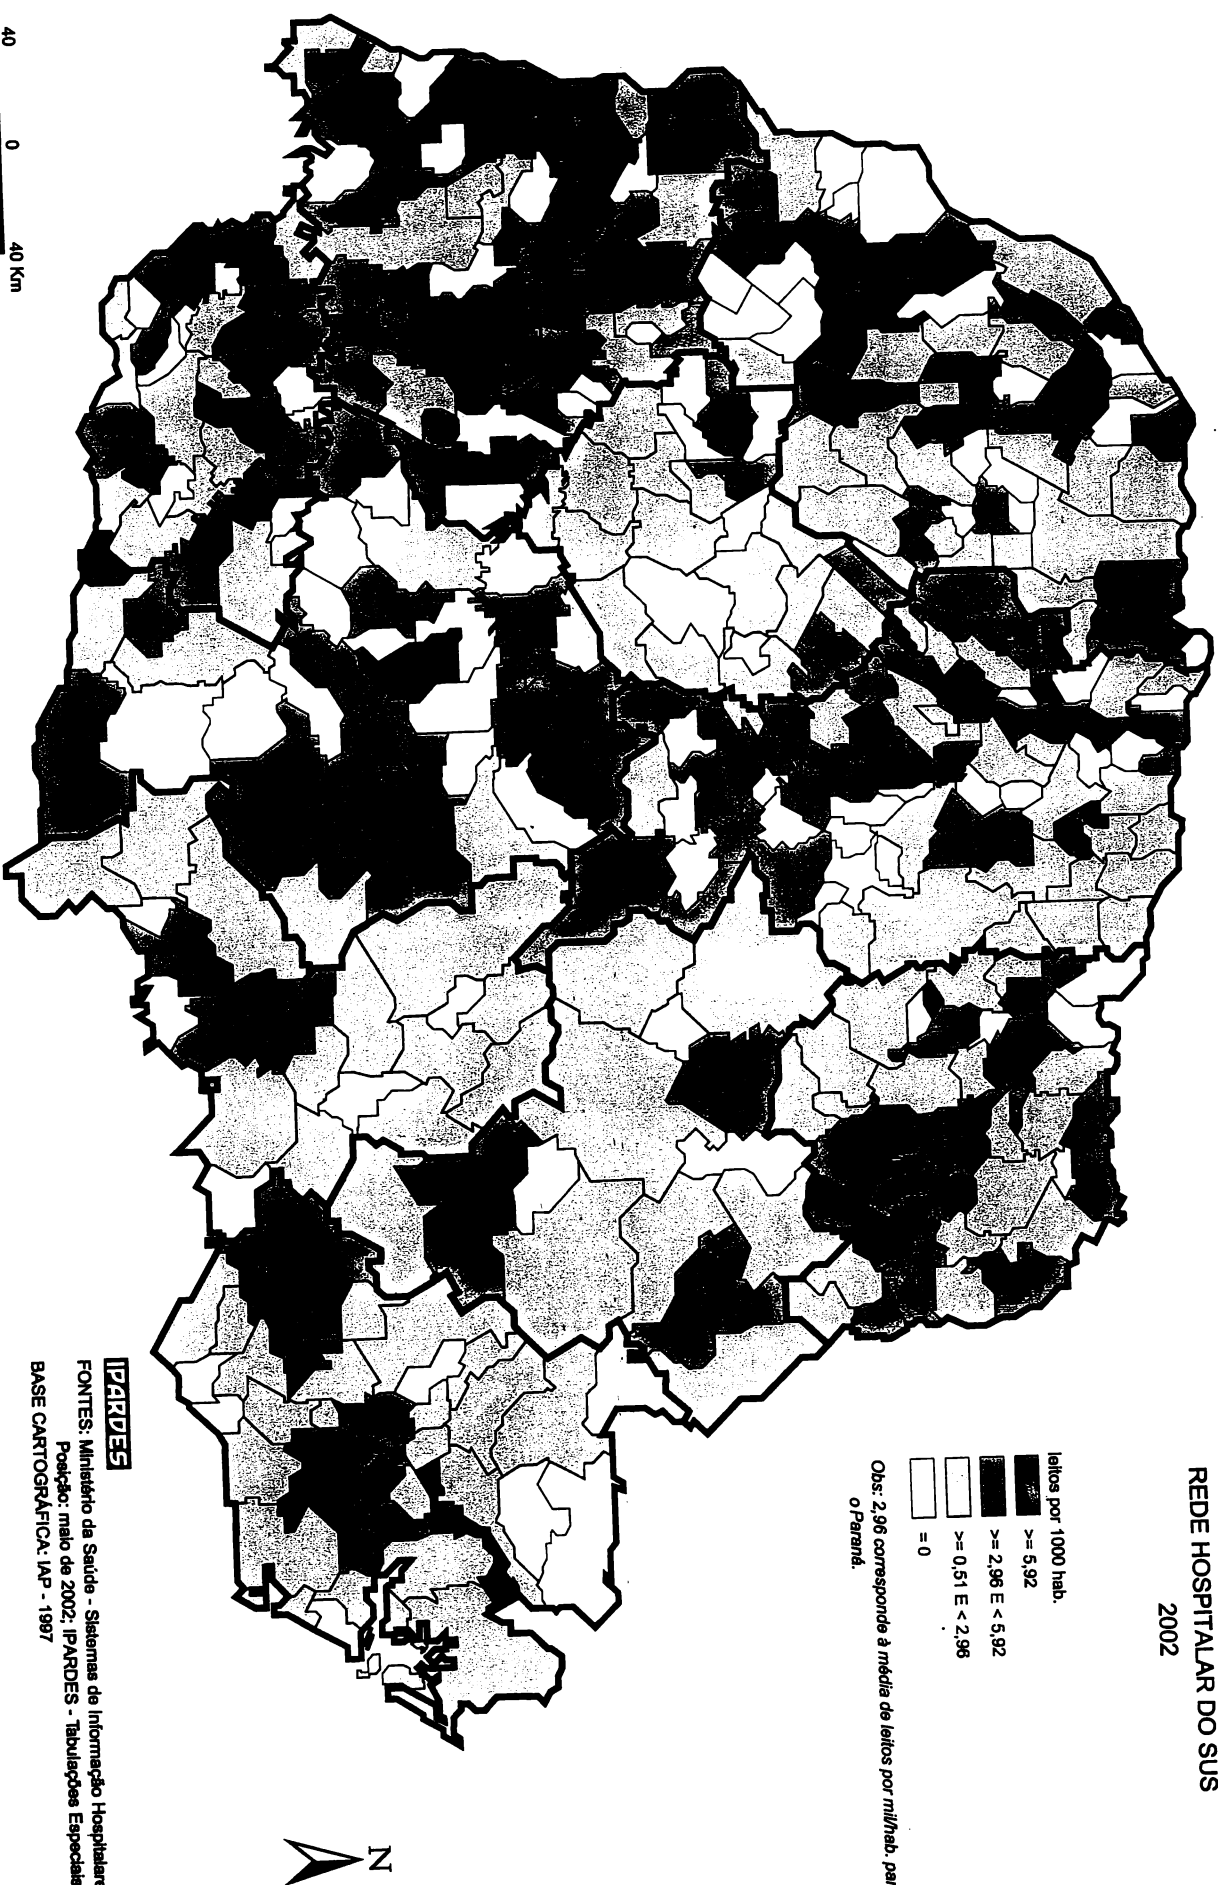 REDE HOSPITALAR DO SUS
2002
leitos por 1000 hab.
>= 5,92
>= 2,96 E < 5,92
>= 0,51 E < 2,96
= 0
Obs: 2,96 corresponde à média de leitos por mil/hab. par
o Paraná.
N
40 0 40 Km
IPARDES
FONTES: Ministério da Saúde - Sistemas de Informação Hospitalare
Posição: maio de 2002; IPARDES - Tabulações Especiais
BASE CARTOGRÁFICA: IAP - 1997